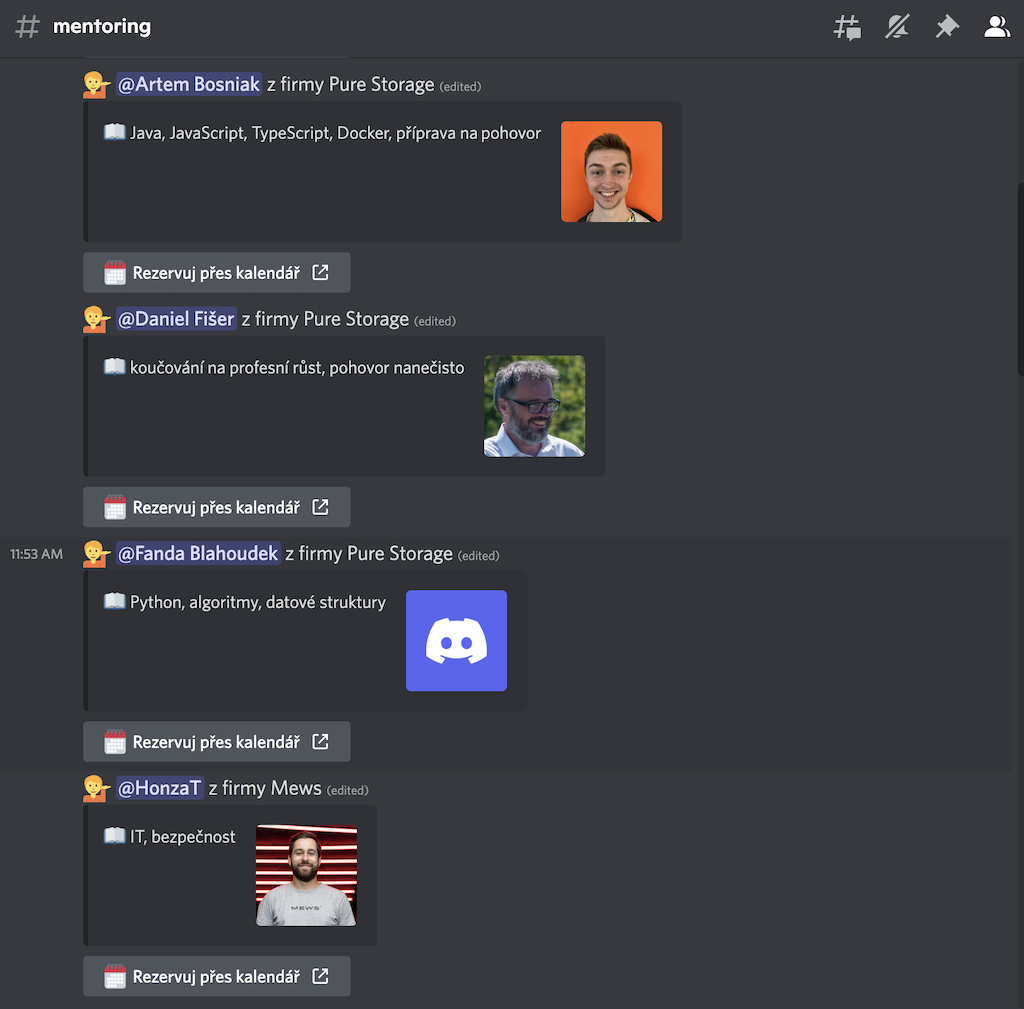 mentoring
@Artem Bosniak z firmy Pure Storage (edited)
Java, JavaScript, TypeScript, Docker, příprava na pohovor
Rezervuj přes kalendář
@Daniel Fišer z firmy Pure Storage (edited)
koučování na profesní růst, pohovor nanečisto
Rezervuj přes kalendář
11:53 AM @Fanda Blahoudek z firmy Pure Storage (edited)
Python, algoritmy, datové struktury
Rezervuj přes kalendář
@HonzaT z firmy Mews (edited)
IT, bezpečnost
MEWS
Rezervuj přes kalendář